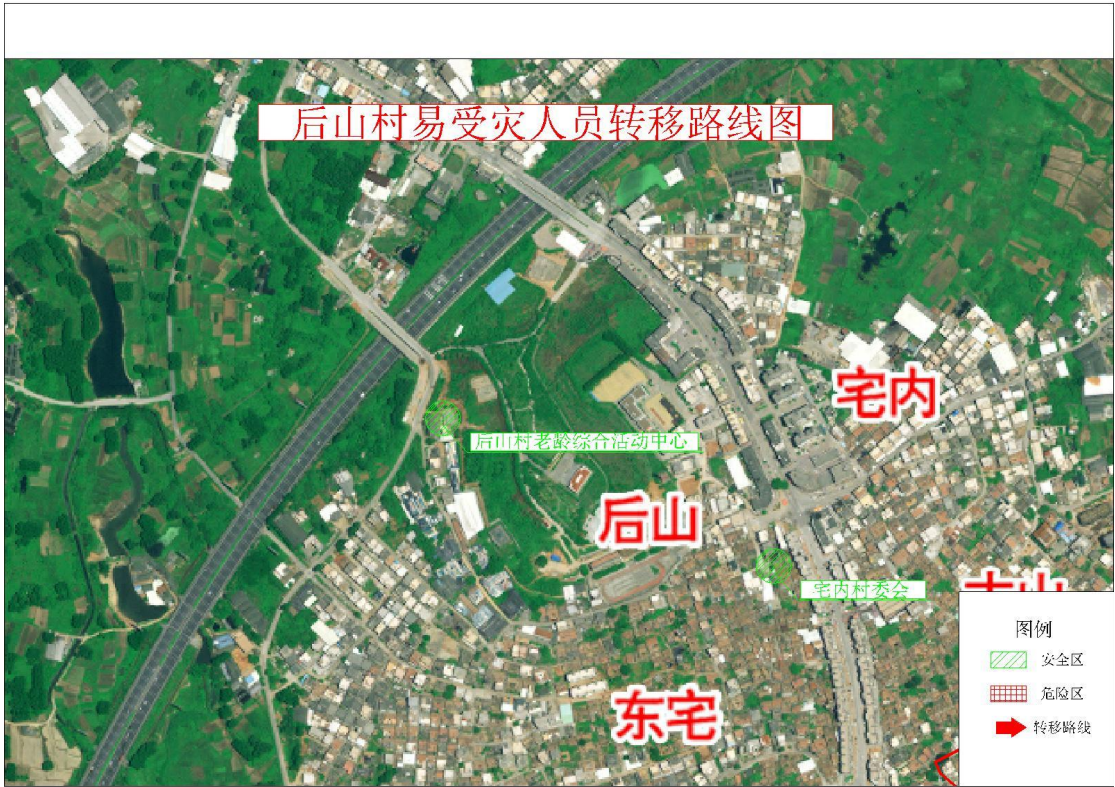 后山村易受灾人员转移路线图
宅内
后山村老龄综合活动中心
后山
宅内村委会
图例
安全区
危险区
转移路线
东宅